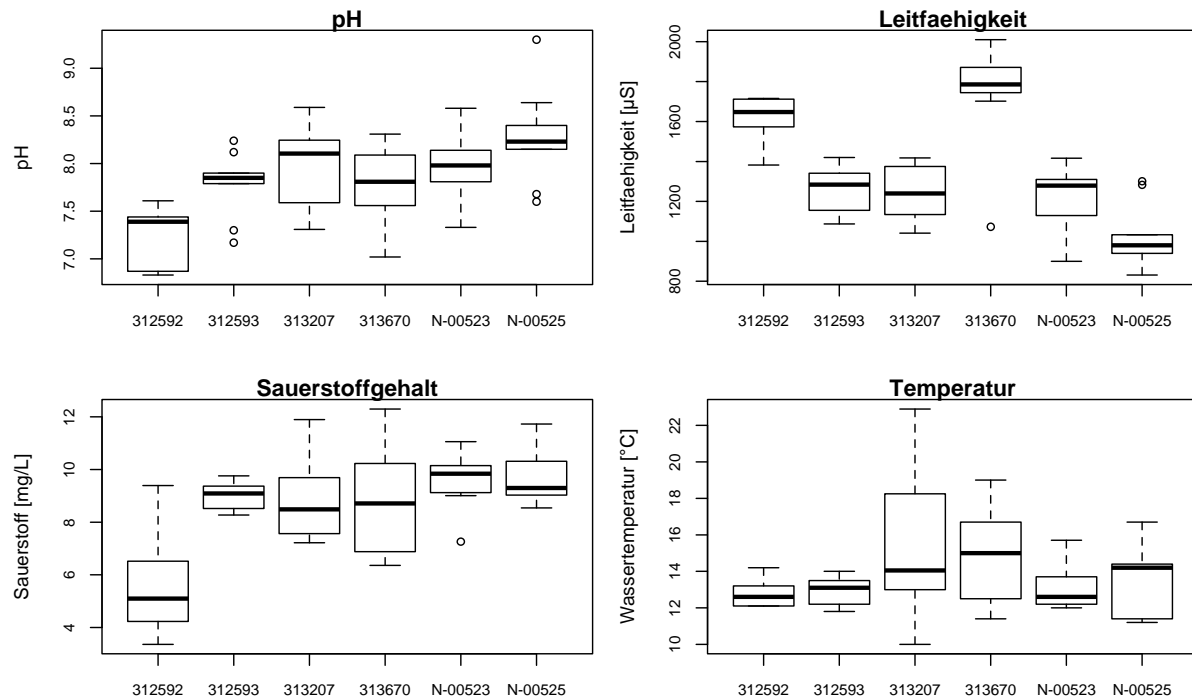 pH
pH
9.0
8.5
8.0
7.5
7.0
312592 312593 313207 313670 N-00523 N-00525
Leitfaehigkeit
Leitfaehigkeit [µS]
2000
1600
1200
800
312592 312593 313207 313670 N-00523 N-00525
Sauerstoffgehalt
Sauerstoff [mg/L]
12
10
8
6
4
312592 312593 313207 313670 N-00523 N-00525
Temperatur
Wassertemperatur [°C]
22
20
18
16
14
12
10
312592 312593 313207 313670 N-00523 N-00525